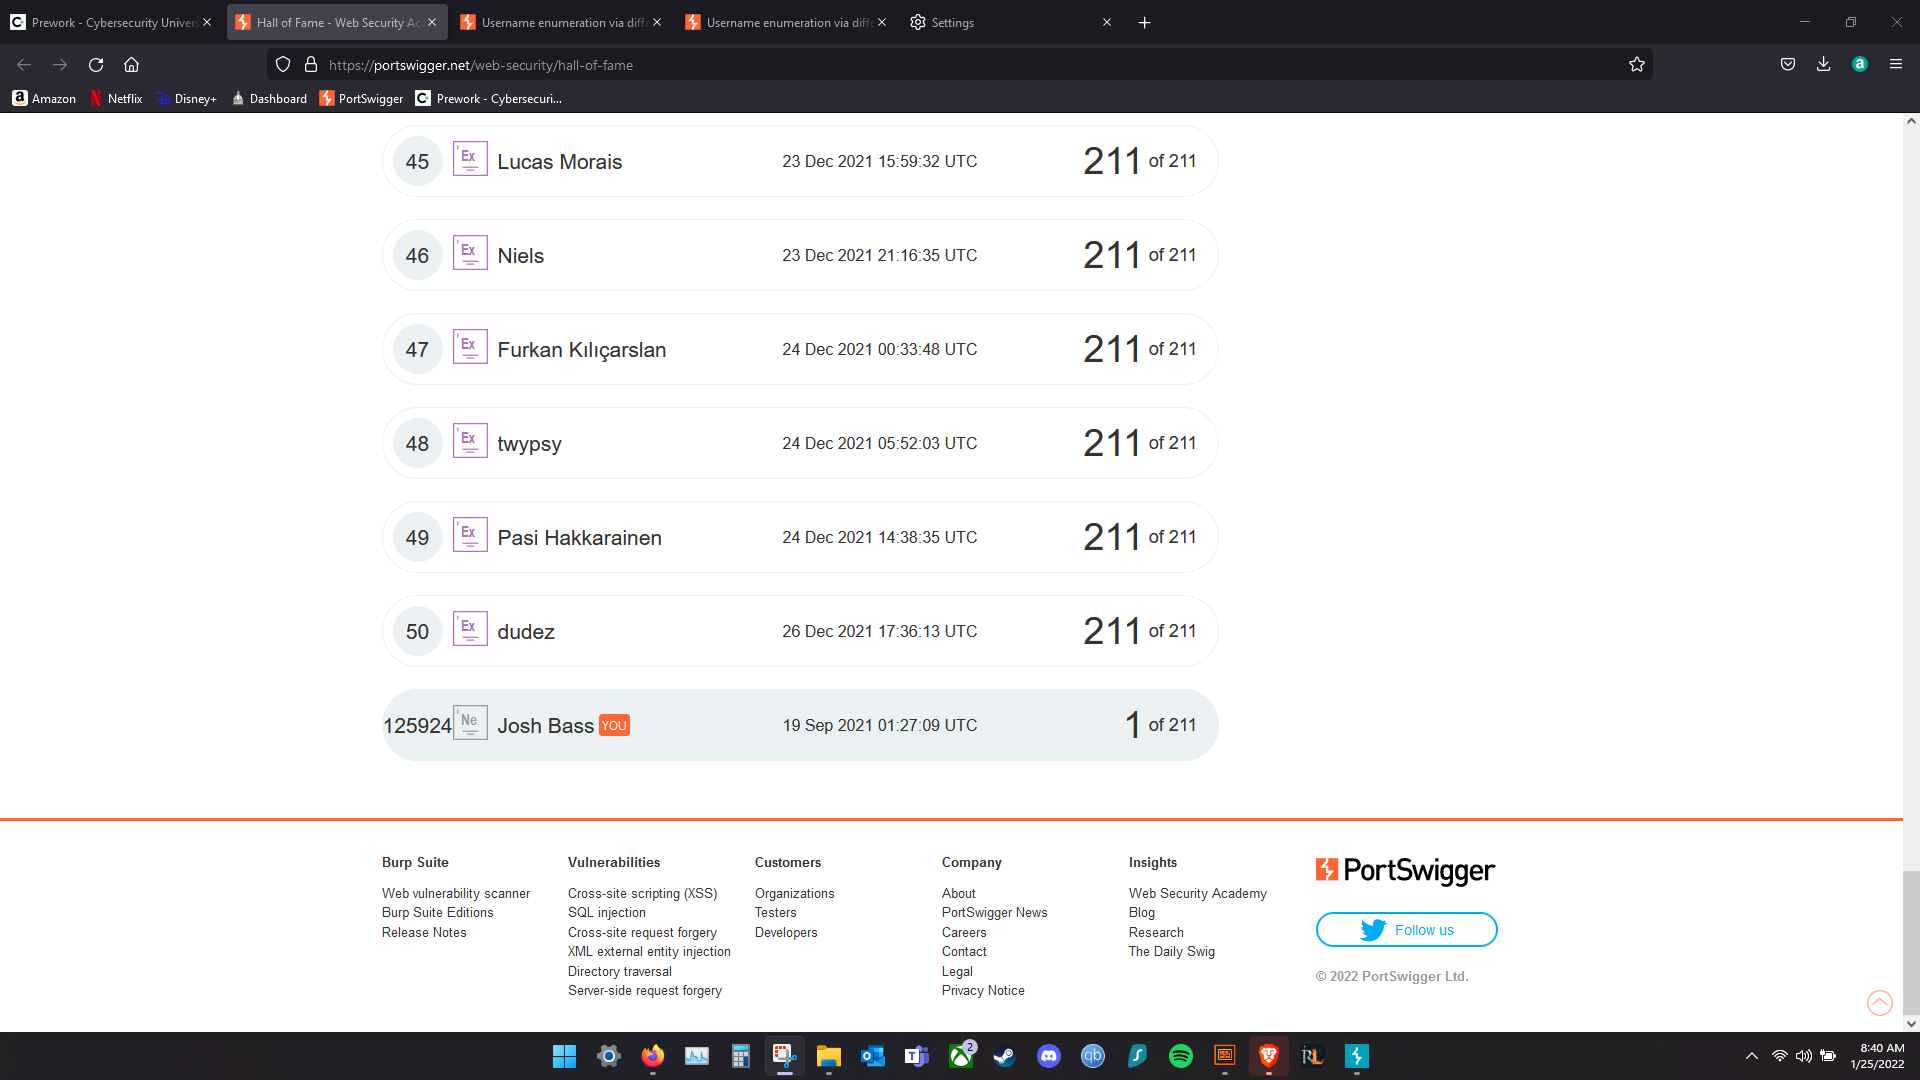 Prework - Cybersecurity Univers
Hall of Fame - Web Security Ac
Username enumeration via diffe
Username enumeration via diffe
Settings
https://portswigger.net/web-security/hall-of-fame
Amazon
Netflix
Disney+
Dashboard
PortSwigger
Prework - Cybersecuri...
45 'Ex Lucas Morais 23 Dec 2021 15:59:32 UTC 211 of 211
46 'Ex Niels 23 Dec 2021 21:16:35 UTC 211 of 211
47 'Ex Furkan Kılıçarslan 24 Dec 2021 00:33:48 UTC 211 of 211
48 'Ex twypsy 24 Dec 2021 05:52:03 UTC 211 of 211
49 'Ex Pasi Hakkarainen 24 Dec 2021 14:38:35 UTC 211 of 211
50 'Ex dudez 26 Dec 2021 17:36:13 UTC 211 of 211
125924 'Ne Josh Bass YOU 19 Sep 2021 01:27:09 UTC 1 of 211
Burp Suite
Web vulnerability scanner
Burp Suite Editions
Release Notes
Vulnerabilities
Cross-site scripting (XSS)
SQL injection
Cross-site request forgery
XML external entity injection
Directory traversal
Server-side request forgery
Customers
Organizations
Testers
Developers
Company
About
PortSwigger News
Careers
Contact
Legal
Privacy Notice
Insights
Web Security Academy
Blog
Research
The Daily Swig
PortSwigger
Follow us
© 2022 PortSwigger Ltd.
2
8:40 AM
1/25/2022